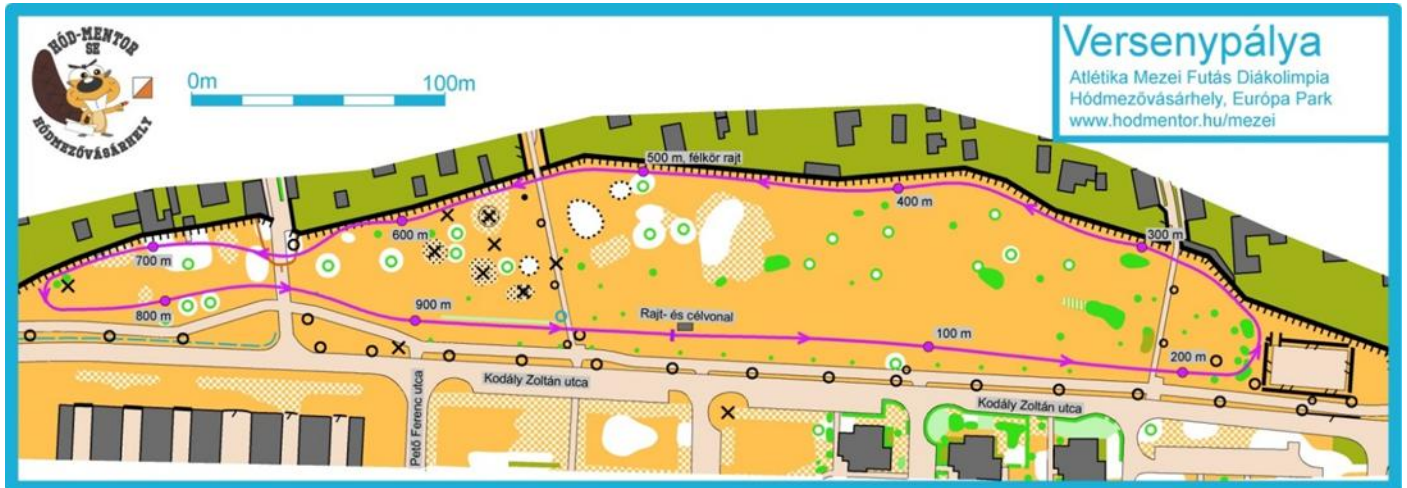 HÓD-MENTOR
SE
HÓDMEZŐVÁSÁRHELY
0m
100m
Versenypálya
Atlétika Mezei Futás Diákolimpia
Hódmezővásárhely, Európa Park
www.hodmentor.hu/mezei
500 m, félkör rajt
400 m
600 m
300 m
700 m
800 m
900 m
Rajt- és célvonal
100 m
200 m
Kodály Zoltán utca
Kodály Zoltán utca
Pető Ferenc utca